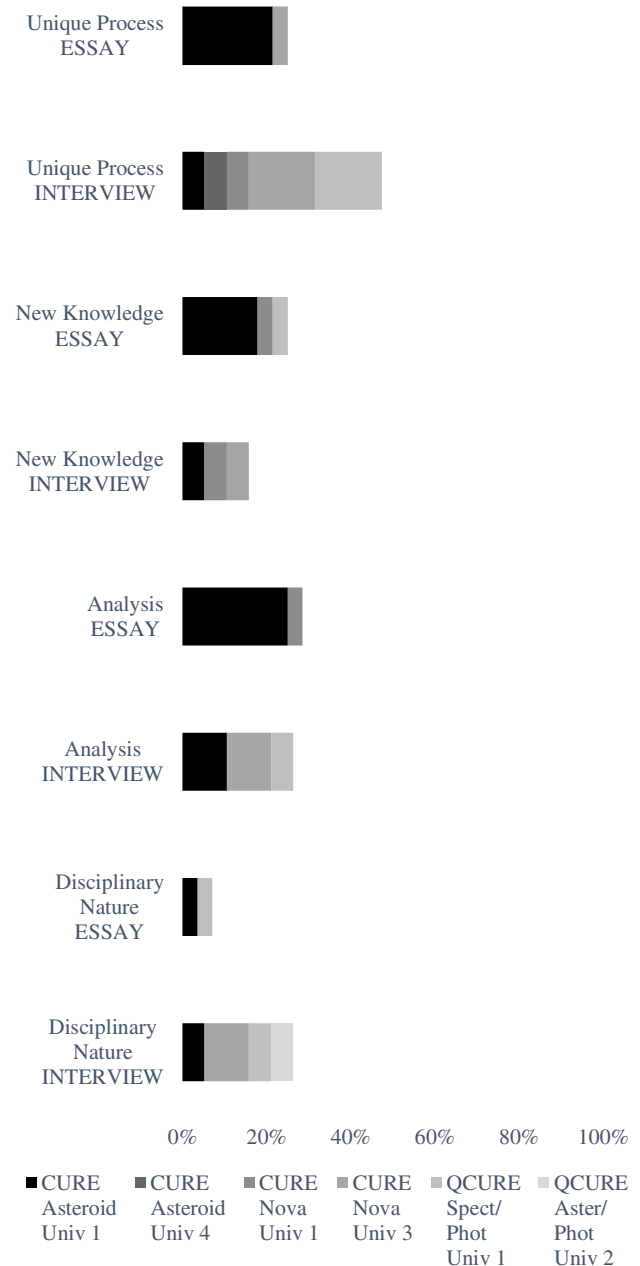 Unique Process
ESSAY
Unique Process
INTERVIEW
New Knowledge
ESSAY
New Knowledge
INTERVIEW
Analysis
ESSAY
Analysis
INTERVIEW
Disciplinary
Nature
ESSAY
Disciplinary
Nature
INTERVIEW
0% 20% 40% 60% 80% 100%
CURE
Asteroid
Univ 1
CURE
Asteroid
Univ 4
CURE
Nova
Univ 1
CURE
Nova
Univ 3
QCURE
Spect/
Phot
Univ 1
QCURE
Aster/
Phot
Univ 2